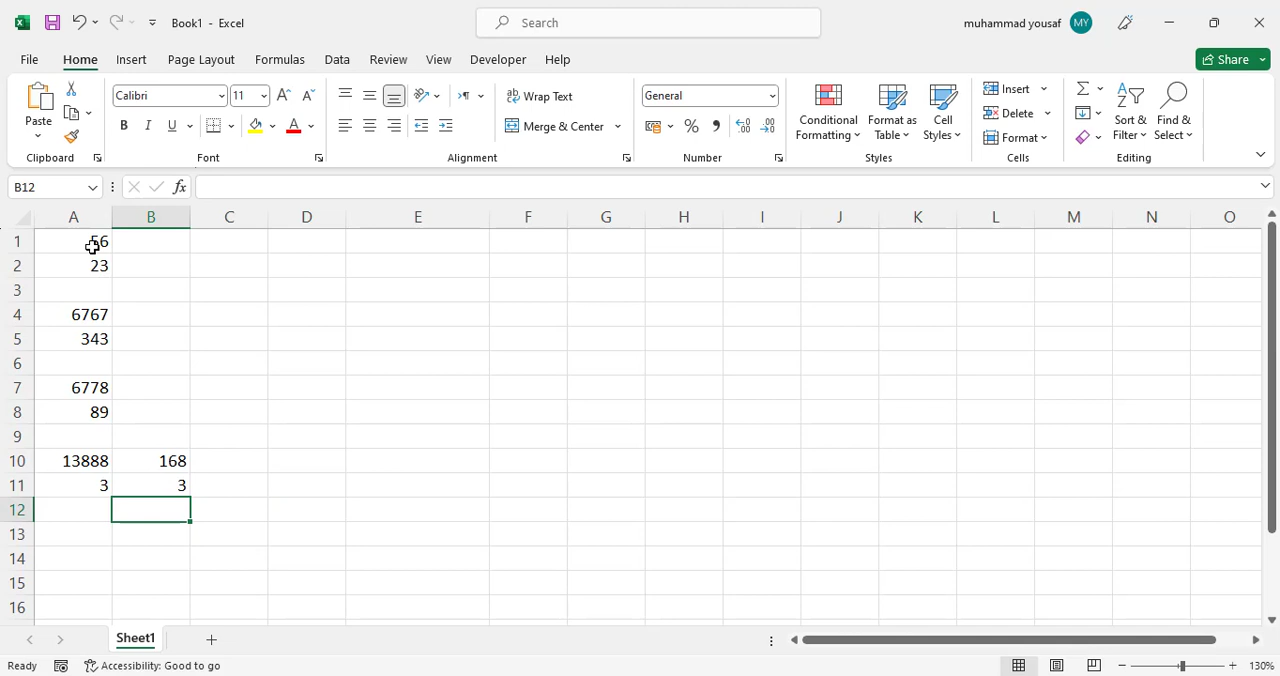 Book1 - Excel
Search
muhammad yousaf MY
File Home Insert Page Layout Formulas Data Review View Developer Help
Share
Paste
Calibri 11
B I U
Wrap Text
Merge & Center
General
Conditional Formatting
Format as Table
Cell Styles
Insert
Delete
Format
Sort & Filter
Find & Select
Clipboard Font Alignment Number Styles Cells Editing
B12 fx
A B C D E F G H I J K L M N O
1 56
2 23
3
4 6767
5 343
6
7 6778
8 89
9
10 13888 168
11 3 3
12
13
14
15
16
Sheet1
Ready Accessibility: Good to go 130%